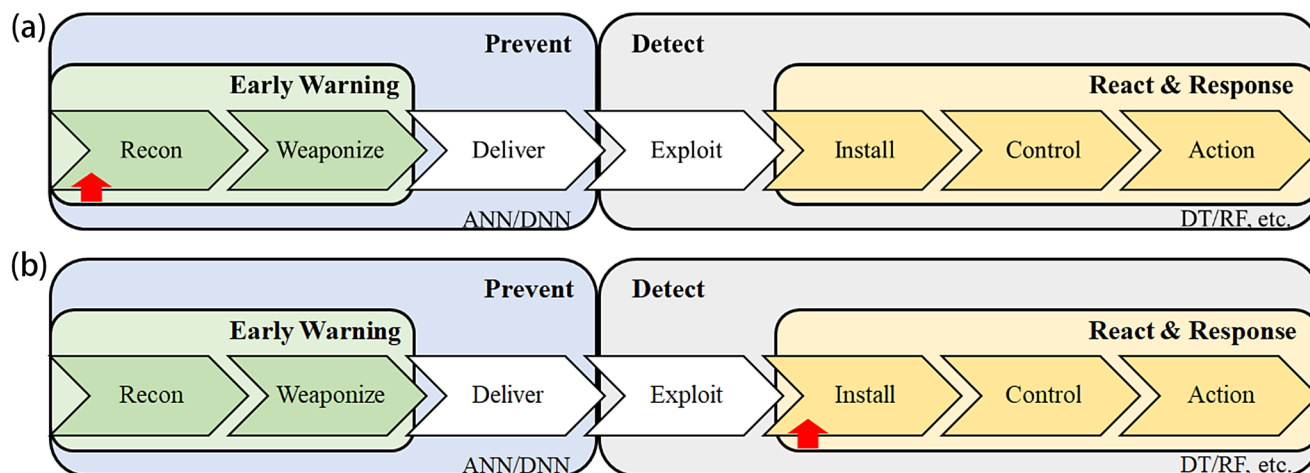 (a)
Prevent
Detect
Early Warning
React & Response
Recon
Weaponize
Deliver
Exploit
Install
Control
Action
ANN/DNN
DT/RF, etc.
(b)
Prevent
Detect
Early Warning
React & Response
Recon
Weaponize
Deliver
Exploit
Install
Control
Action
ANN/DNN
DT/RF, etc.